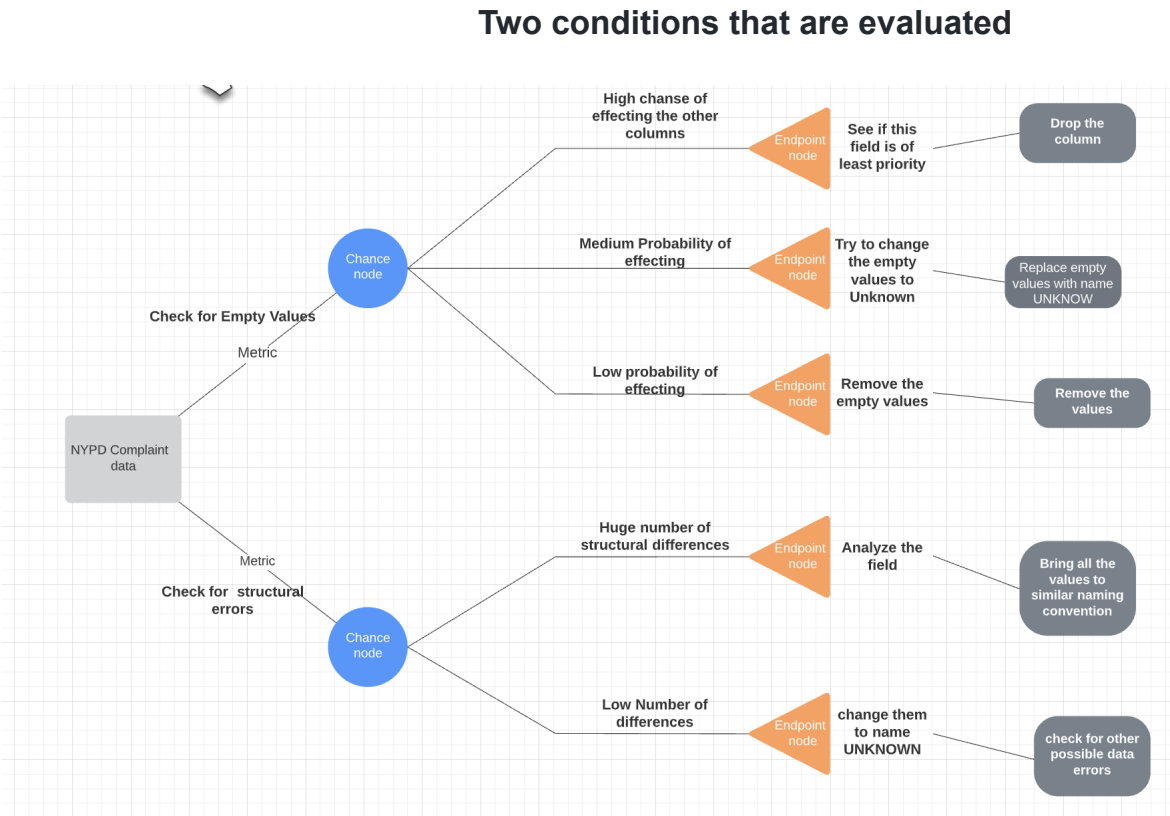 Two conditions that are evaluated
High chanse of
effecting the other
columns
Endpoint
node
See if this
field is of
least priority
Drop the
column
Chance
node
Medium Probability of
effecting
Endpoint
node
Try to change
the empty
values to
Unknown
Replace empty
values with name
UNKNOW
Check for Empty Values
Metric
Low probability of
effecting
Endpoint
node
Remove the
empty values
Remove the
values
NYPD Complaint
data
Metric
Check for  structural
errors
Chance
node
Huge number of
structural differences
Endpoint
node
Analyze the
field
Bring all the
values to
similar naming
convention
Low Number of
differences
Endpoint
node
change them
to name
UNKNOWN
check for other
possible data
errors